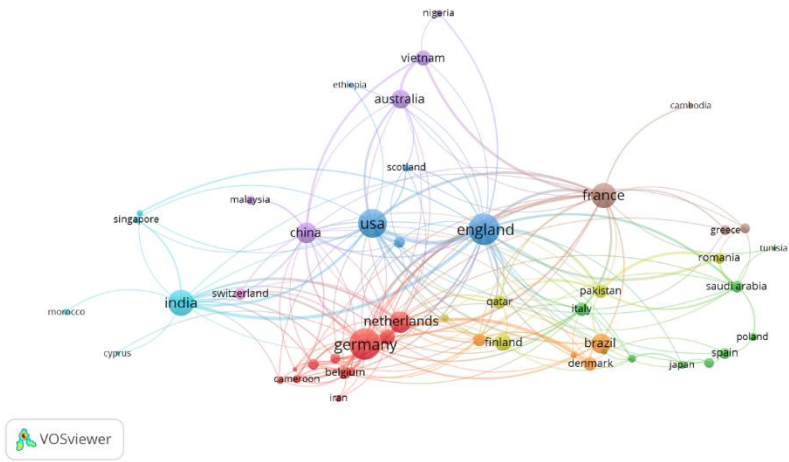 nigeria
vietnam
ethiopia
australia
cambodia
scotland
france
malaysia
singapore
usa
england
china
greece
tunisia
romania
saudi arabia
switzerland
india
qatar
pakistan
italy
morocco
netherlands
germany
finland
brazil
poland
cyprus
spain
denmark
japan
belgium
cameroon
iran
VOSviewer